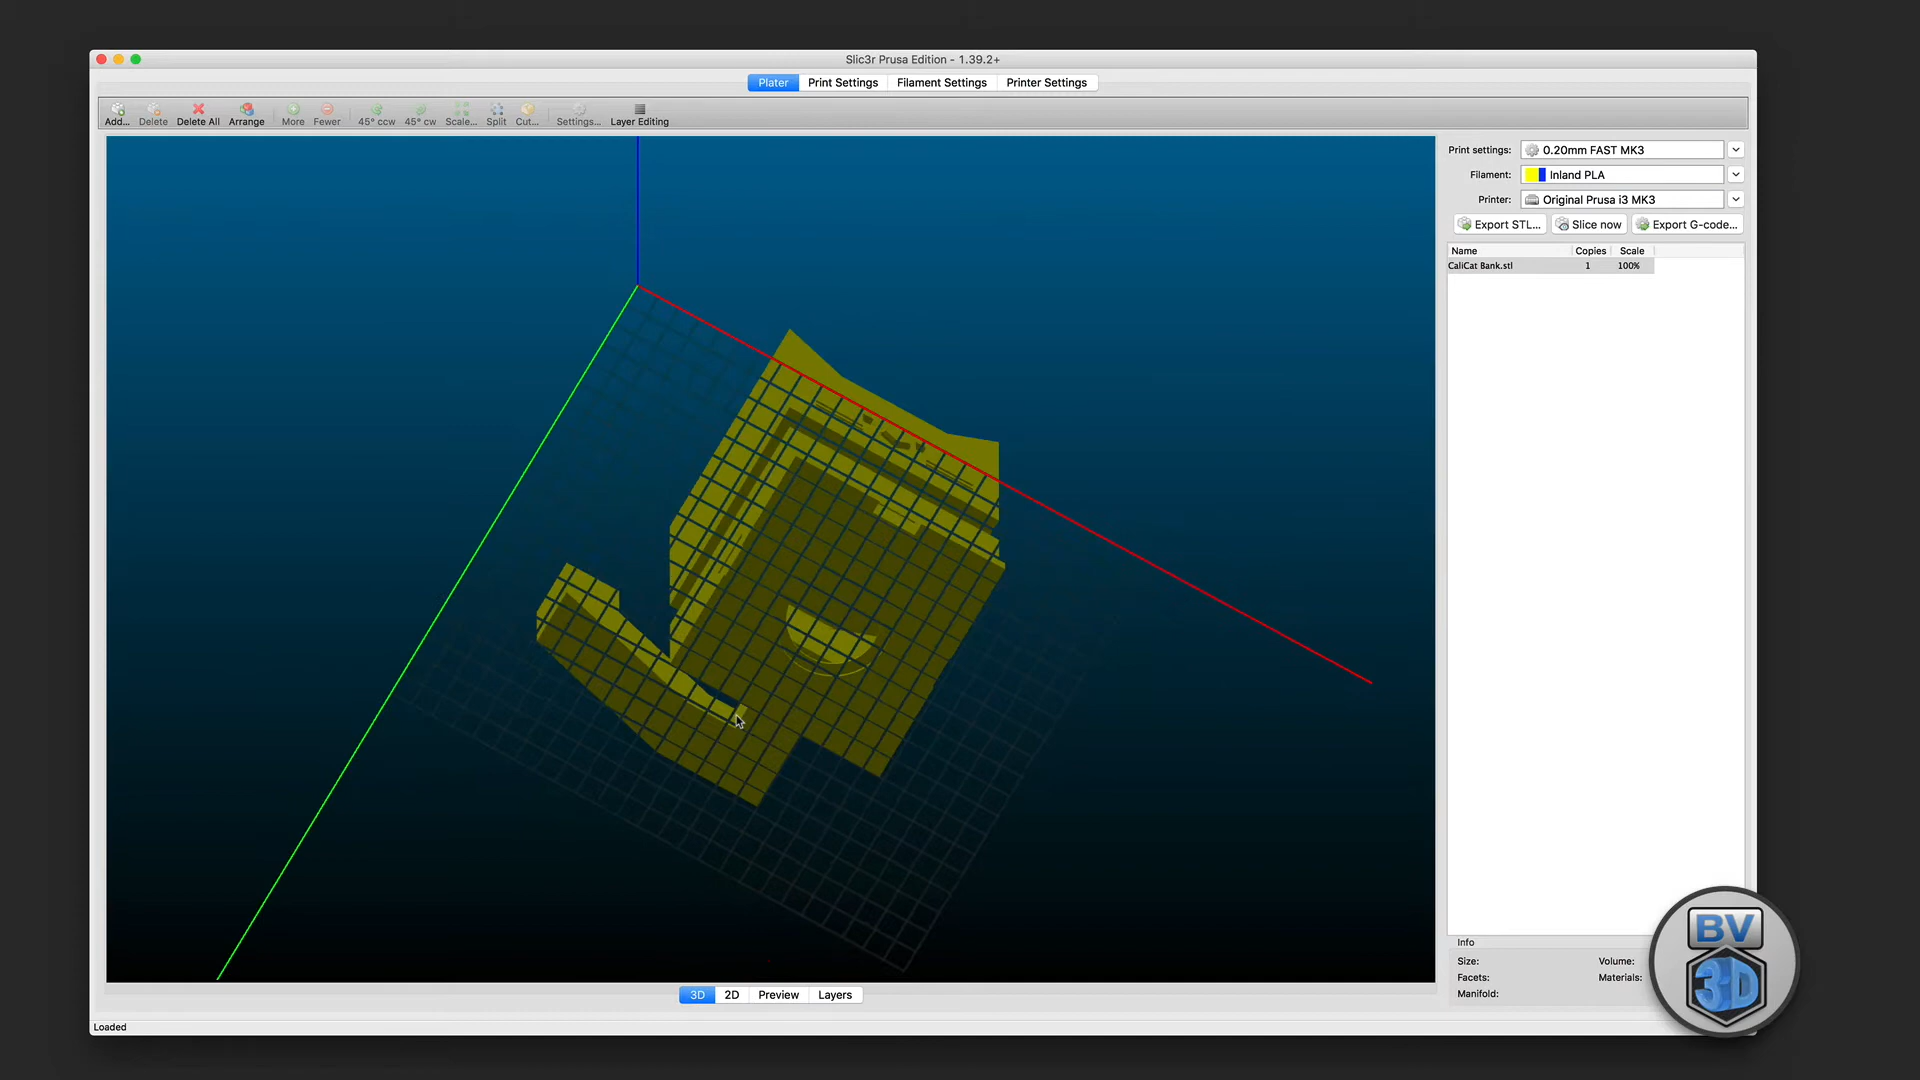 Slic3r Prusa Edition - 1.39.2+
Plater Print Settings Filament Settings Printer Settings
Add... Delete Delete All Arrange More Fewer 45° ccw 45° cw Scale... Split Cut... Settings... Layer Editing
Print settings: 0.20mm FAST MK3
Filament: Inland PLA
Printer: Original Prusa i3 MK3
Export STL... Slice now Export G-code...
Name Copies Scale
CaliCat Bank.stl 1 100%
Info
Size: Volume:
Facets: Materials:
Manifold:
BV
3D
3D 2D Preview Layers
Loaded